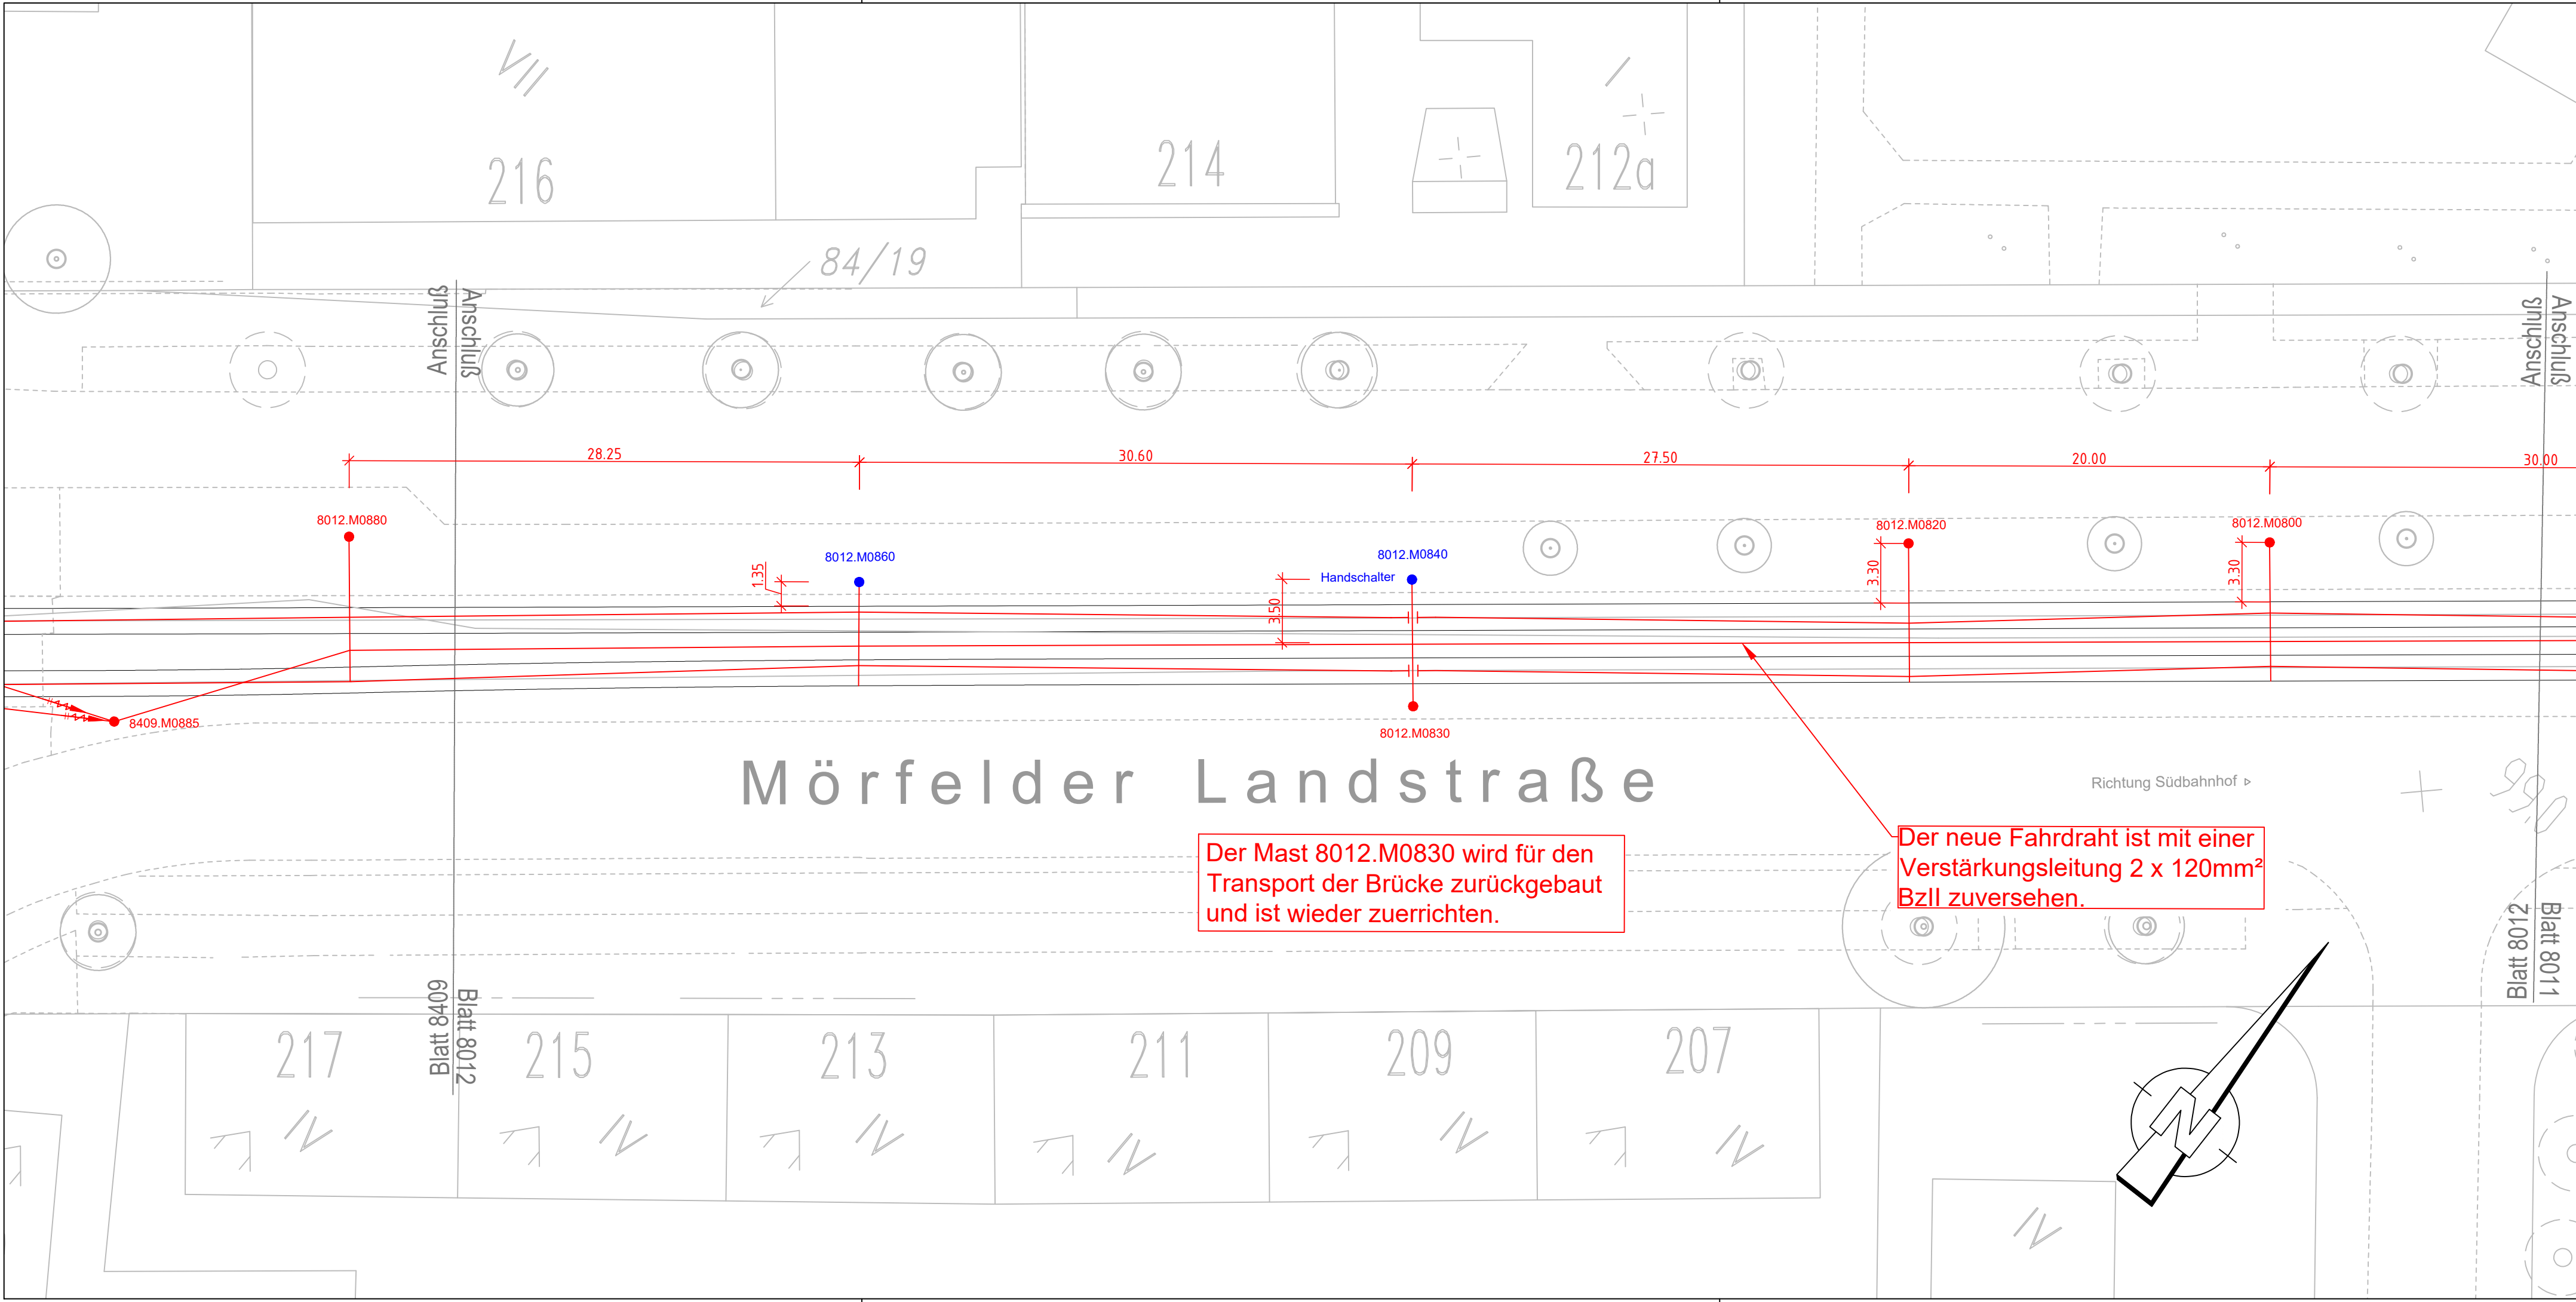 216
214
212a
84/19
Anschluß
Anschluß
Anschluß
Anschluß
28.25
30.60
27.50
20.00
30.00
8012.M0880
8012.M0860
8012.M0840
8012.M0820
8012.M0800
1.35
Handschalter
3.50
3.30
3.30
8409.M0885
8012.M0830
Mörfelder Landstraße
Richtung Südbahnhof
Der Mast 8012.M0830 wird für den
Transport der Brücke zurückgebaut
und ist wieder zuerrichten.
Der neue Fahrdraht ist mit einer
Verstärkungsleitung 2 x 120mm²
BzII zuversehen.
Blatt 8409
Blatt 8012
Blatt 8012
Blatt 8011
217
215
213
211
209
207
N